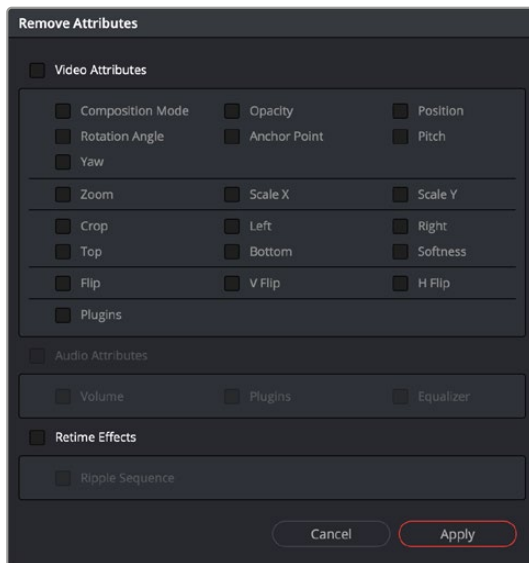 Remove Attributes
Video Attributes
Composition Mode Opacity Position
Rotation Angle Anchor Point Pitch
Yaw
Zoom Scale X Scale Y
Crop Left Right
Top Bottom Softness
Flip V Flip H Flip
Plugins
Audio Attributes
Volume Plugins Equalizer
Retime Effects
Ripple Sequence
Cancel Apply